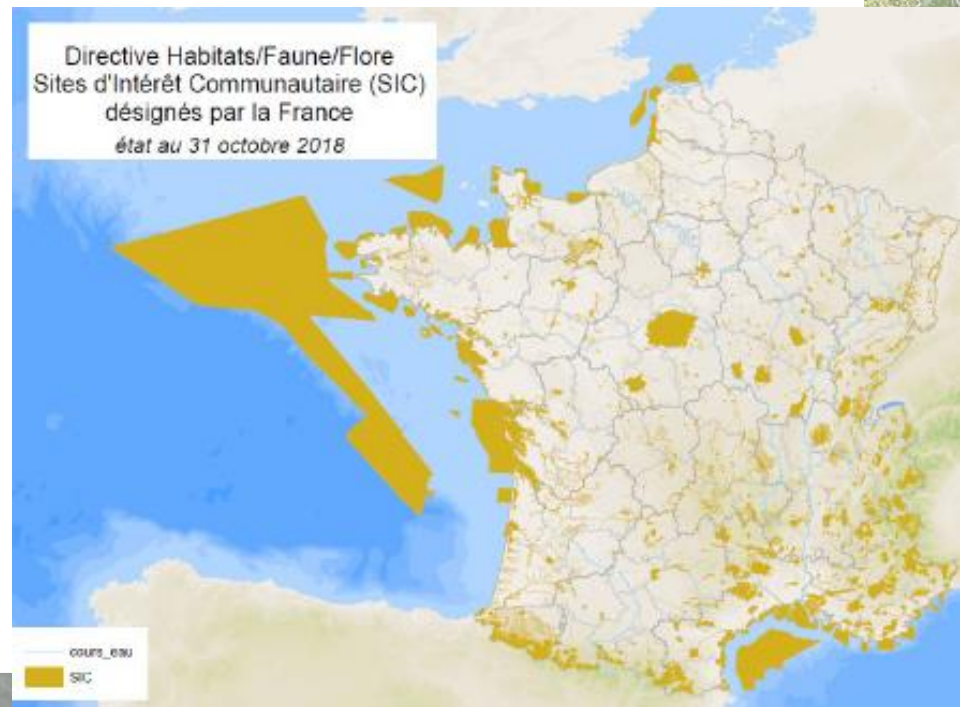 Directive Habitats/Faune/Flore
Sites d'Intérêt Communautaire (SIC)
désignés par la France
état au 31 octobre 2018
cours_eau
SIC